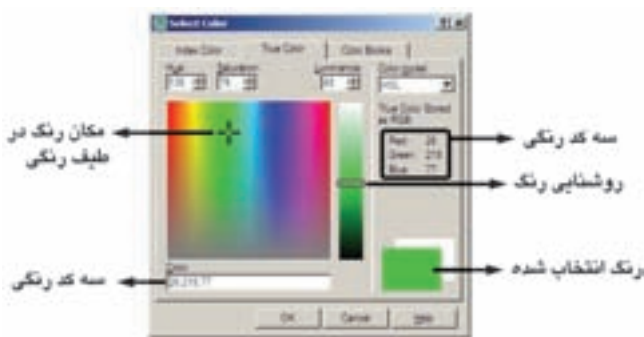 Select Color
Index Color True Color Color Books
Hue: Saturation: Luminance: Color model:
HSL
True Color Stored
as RGB:
Red:
Green:
Blue: 77
Color:
OK Cancel Help
مکان رنگ در
طیف رنگی
سه کد رنگی
روشنایی رنگ
سه کد رنگی
رنگ انتخاب شده